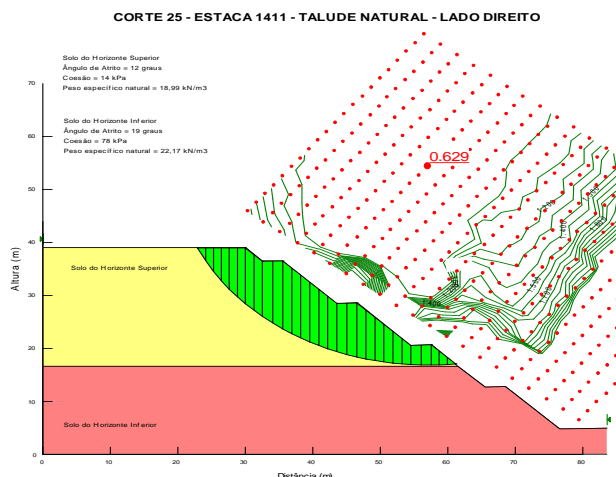 CORTE 25 - ESTACA 1411 - TALUDE NATURAL - LADO DIREITO
Solo do Horizonte Superior
Ângulo de Atrito = 12 graus
Coesão = 14 kPa
Peso específico natural = 18,99 kN/m3
Solo do Horizonte Inferior
Ângulo de Atrito = 19 graus
Coesão = 78 kPa
Peso específico natural = 22,17 kN/m3
0.629
Solo do Horizonte Superior
Solo do Horizonte Inferior
Altura (m)
70
60
50
40
30
20
10
0
0 10 20 30 40 50 60 70 80
Distância (m)